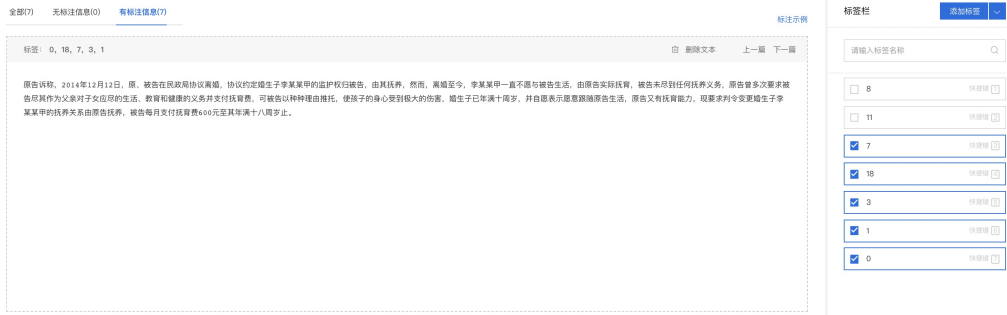 全部(7) 无标注信息(0) 有标注信息(7)
标注示例
标签: 0, 18, 7, 3, 1
删除文本 上一篇 下一篇
原告诉称, 2014年12月12日, 原、被告在民政局协议离婚, 协议约定婚生子李某某甲的监护权归被告, 由其抚养, 然而, 离婚至今, 李某某甲一直不愿与被告生活, 由原告实际抚育, 被告未尽到任何抚养义务, 原告曾多次要求被
告尽其作为父亲对子女应尽的生活、教育和健康的义务并支付抚育费, 可被告以种种理由推托, 使孩子的身心受到极大的伤害, 婚生子已年满十周岁, 并自愿表示愿意跟随原告生活, 原告又有抚育能力, 现要求判令变更婚生子李
某某甲的抚养关系由原告抚养, 被告每月支付抚育费600元至其年满十八周岁止。
标签栏
添加标签
请输入标签名称
8 快捷键 1
11 快捷键 2
7 快捷键 3
18 快捷键 4
3 快捷键 5
1 快捷键 6
0 快捷键 7